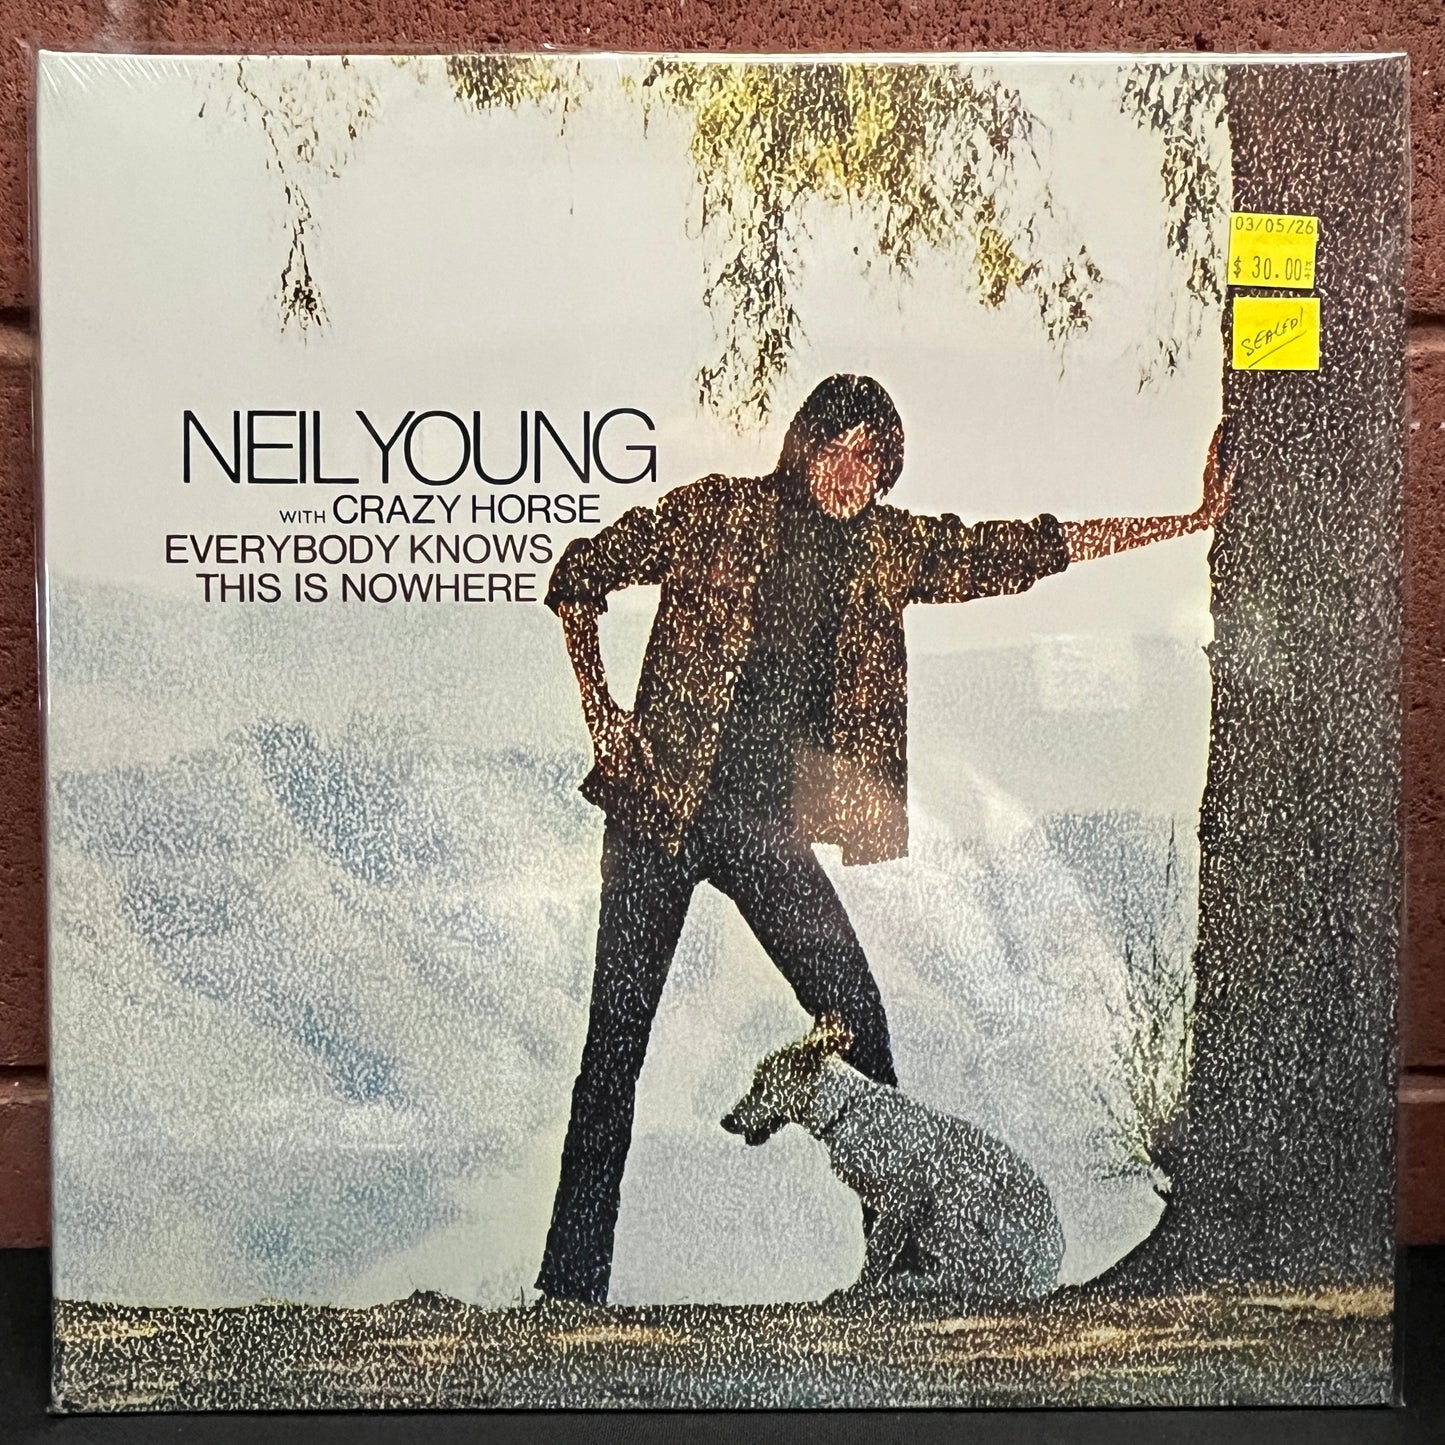 03/05/26
$ 30.00
SEALED!
NEIL YOUNG
WITH CRAZY HORSE
EVERYBODY KNOWS
THIS IS NOWHERE